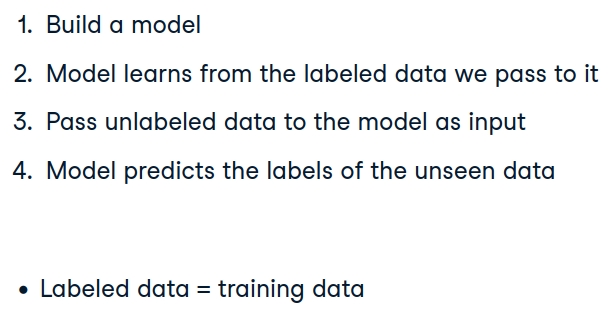 1. Build a model
2. Model learns from the labeled data we pass to it
3. Pass unlabeled data to the model as input
4. Model predicts the labels of the unseen data
• Labeled data = training data